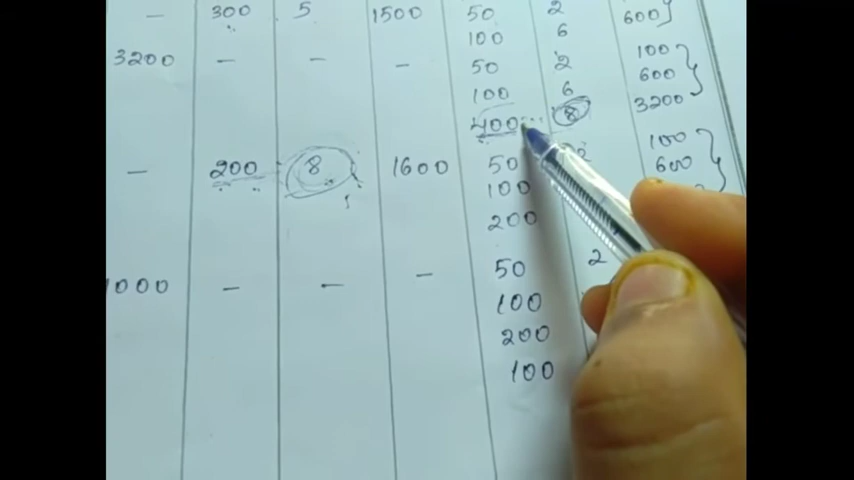 — 300 5 1500 50 2
100 6 600
3200 — — — 50 2 100
100 6 600
400 8 3200
— 200 8 1600 50 2 100
100 600
200
1000 — — — 50 2
100
200
100